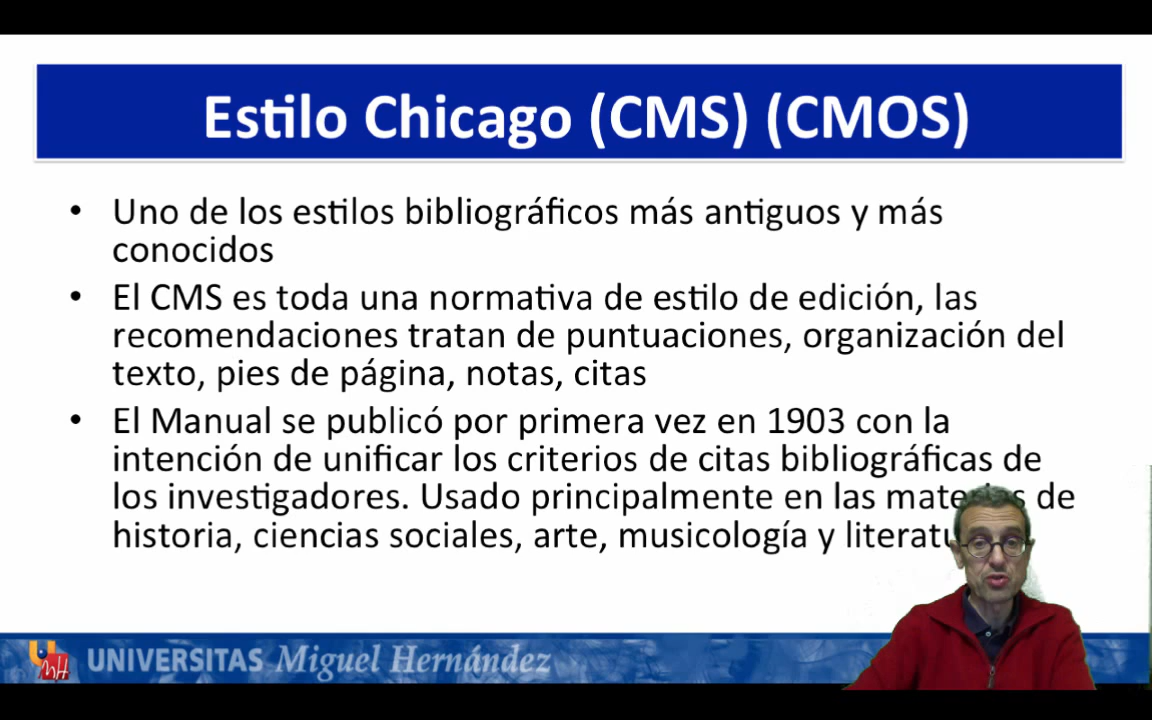 Estilo Chicago (CMS) (CMOS)
• Uno de los estilos bibliográficos más antiguos y más
conocidos
• El CMS es toda una normativa de estilo de edición, las
recomendaciones tratan de puntuaciones, organización del
texto, pies de página, notas, citas
• El Manual se publicó por primera vez en 1903 con la
intención de unificar los criterios de citas bibliográficas de
los investigadores. Usado principalmente en las de
historia, ciencias sociales, arte, musicología y
UNIVERSITAS Miguel Hernández